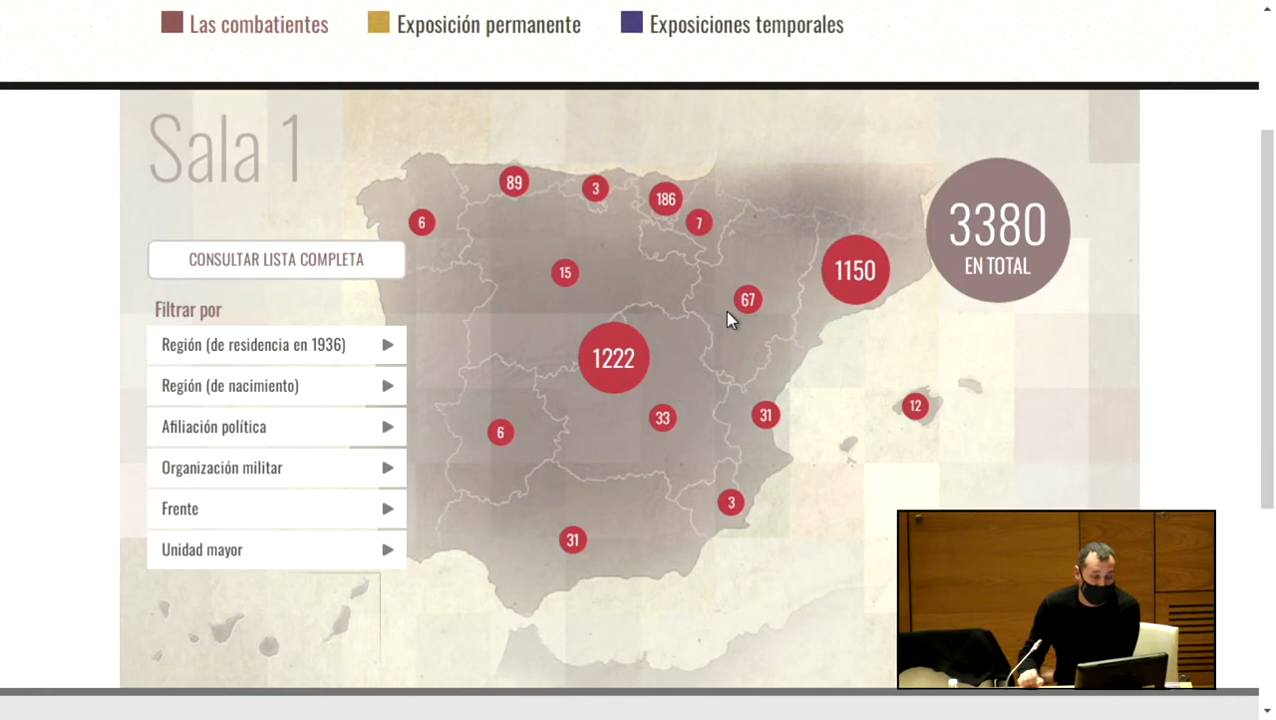 Las combatientes
Exposición permanente
Exposiciones temporales
Sala 1
CONSULTAR LISTA COMPLETA
Filtrar por
Región (de residencia en 1936)
Región (de nacimiento)
Afiliación política
Organización militar
Frente
Unidad mayor
89
3
186
6
7
15
67
1150
3380
EN TOTAL
1222
33
31
12
6
3
31